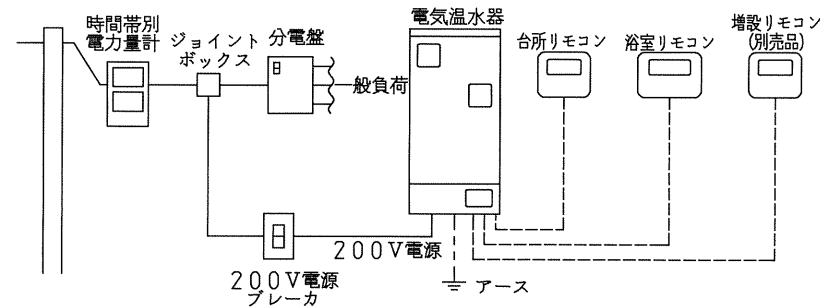 時間帯別
電力量計
ジョイント
ボックス
分電盤
一般負荷
電気温水器
台所リモコン
浴室リモコン
増設リモコン
(別売品)
200V電源
200V電源
ブレーカ
アース